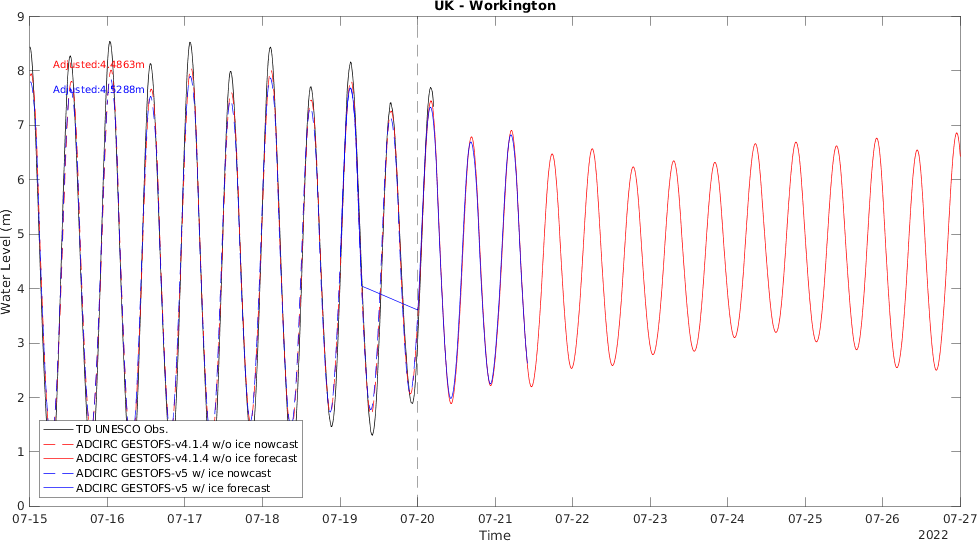 UK - Workington
9
8
7
6
5
4
3
2
1
0
Water Level (m)
Adjusted:4.4863m
Adjusted:4.5288m
TD UNESCO Obs.
ADCIRC GESTOFS-v4.1.4 w/o ice nowcast
ADCIRC GESTOFS-v4.1.4 w/o ice forecast
ADCIRC GESTOFS-v5 w/ ice nowcast
ADCIRC GESTOFS-v5 w/ ice forecast
07-15 07-16 07-17 07-18 07-19 07-20 07-21 07-22 07-23 07-24 07-25 07-26 07-27
Time
2022